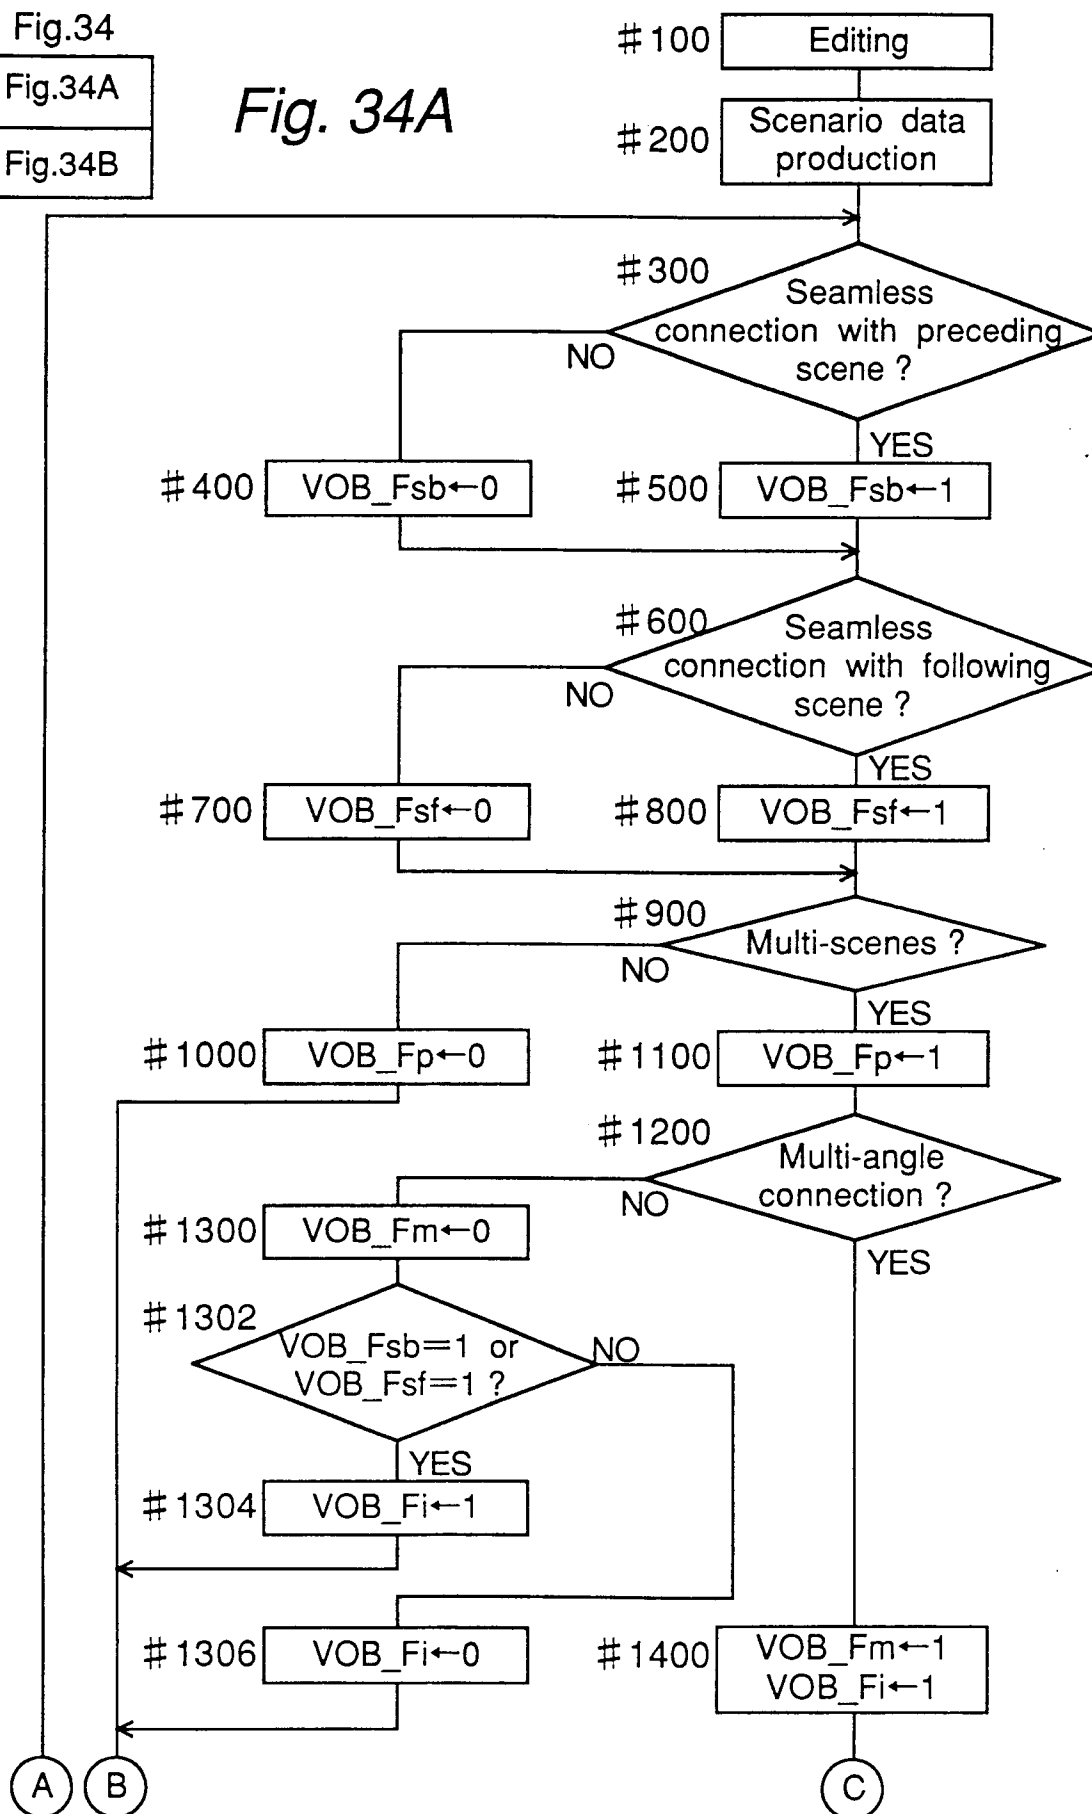 Fig.34
Fig.34A
Fig.34B
Fig. 34A
#100
Editing
#200
Scenario data
production
#300
Seamless
connection with preceding
scene ?
NO
YES
#400
VOB_Fsb←0
#500
VOB_Fsb←1
#600
Seamless
connection with following
scene ?
NO
YES
#700
VOB_Fsf←0
#800
VOB_Fsf←1
#900
Multi-scenes ?
NO
YES
#1000
VOB_Fp←0
#1100
VOB_Fp←1
#1200
Multi-angle
connection ?
NO
YES
#1300
VOB_Fm←0
#1302
VOB_Fsb=1 or
VOB_Fsf=1 ?
NO
YES
#1304
VOB_Fi←1
#1306
VOB_Fi←0
#1400
VOB_Fm←1
VOB_Fi←1
A
B
C